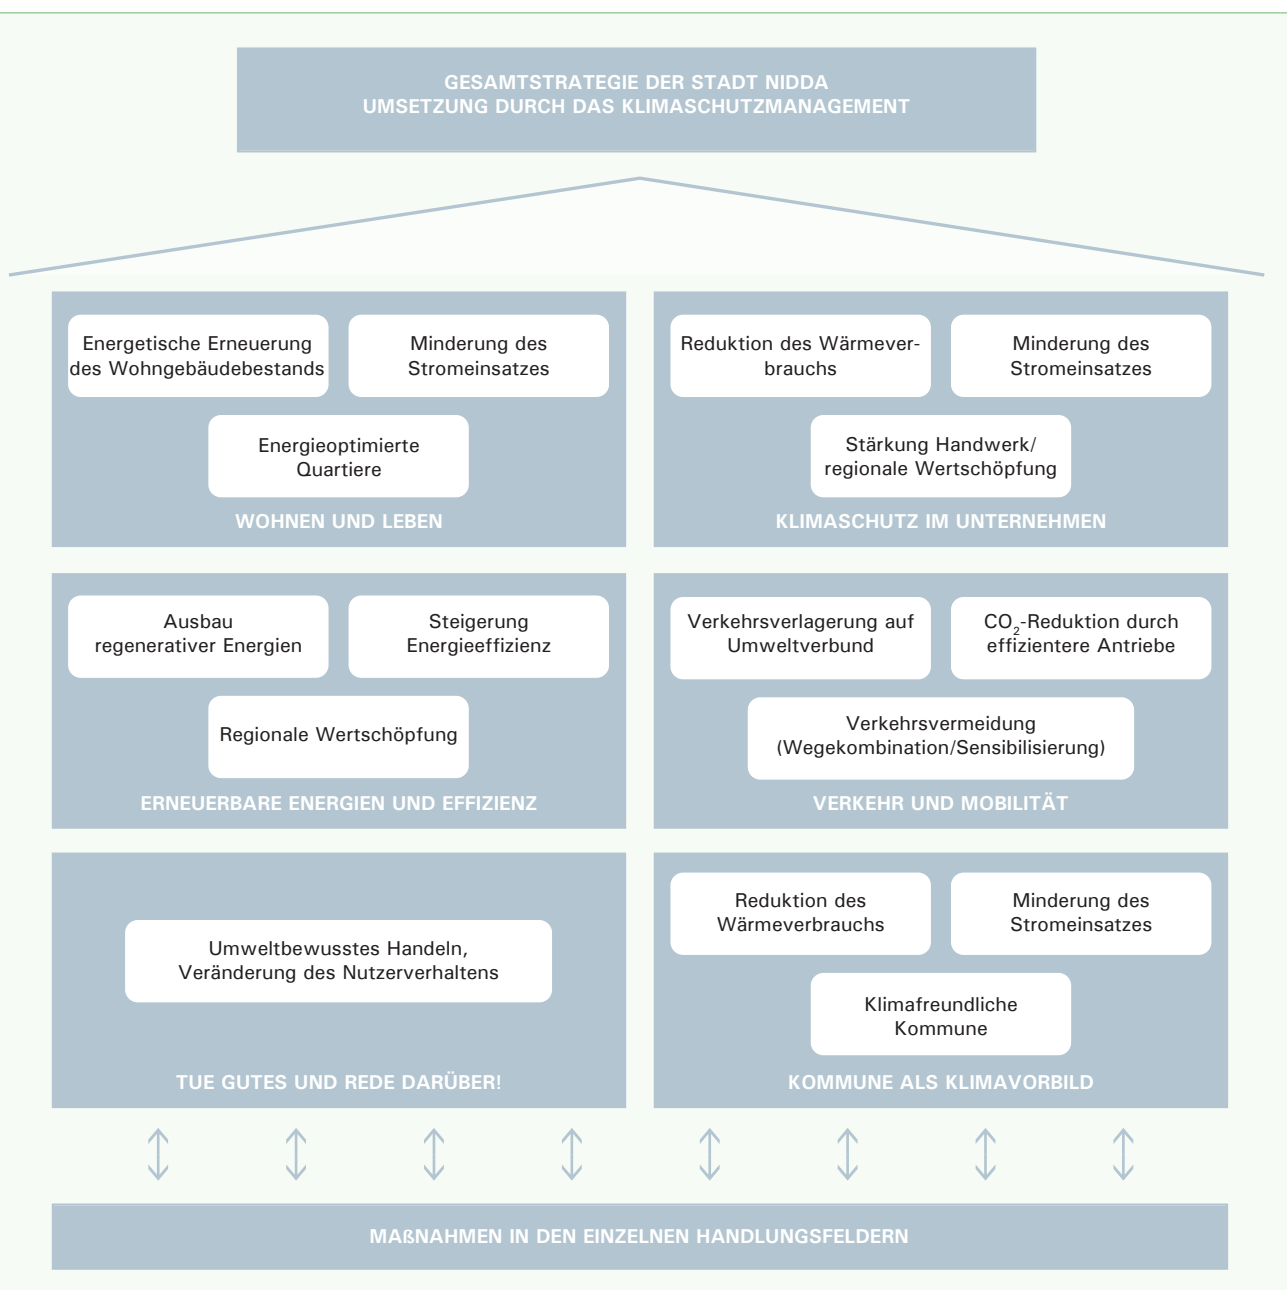 GESAMTSTRATEGIE DER STADT NIDDA
UMSETZUNG DURCH DAS KLIMASCHUTZMANAGEMENT
Energetische Erneuerung
des Wohngebäudebestands
Minderung des
Stromeinsatzes
Energieoptimierte
Quartiere
WOHNEN UND LEBEN
Reduktion des Wärmever-
brauchs
Minderung des
Stromeinsatzes
Stärkung Handwerk/
regionale Wertschöpfung
KLIMASCHUTZ IM UNTERNEHMEN
Ausbau
regenerativer Energien
Steigerung
Energieeffizienz
Regionale Wertschöpfung
ERNEUERBARE ENERGIEN UND EFFIZIENZ
Verkehrsverlagerung auf
Umweltverbund
CO₂-Reduktion durch
effizientere Antriebe
Verkehrsvermeidung
(Wegekombination/Sensibilisierung)
VERKEHR UND MOBILITÄT
Umweltbewusstes Handeln,
Veränderung des Nutzerverhaltens
TUE GUTES UND REDE DARÜBER!
Reduktion des
Wärmeverbrauchs
Minderung des
Stromeinsatzes
Klimafreundliche
Kommune
KOMMUNE ALS KLIMAVORBILD
MAßNAHMEN IN DEN EINZELNEN HANDLUNGSFELDERN